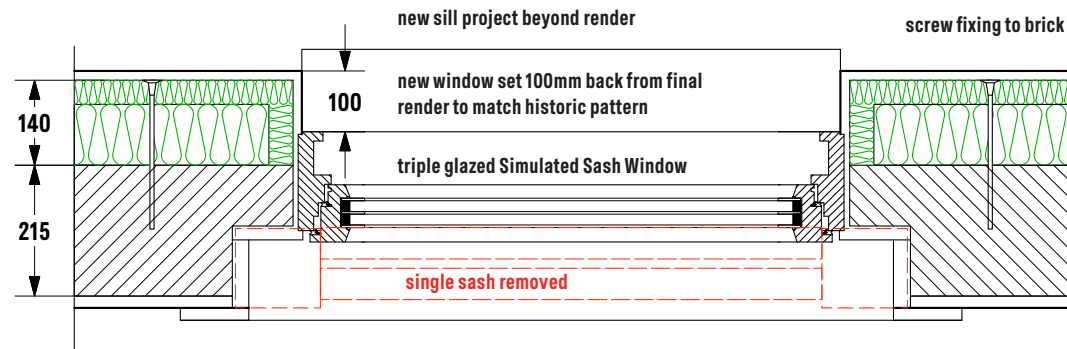 new sill project beyond render
screw fixing to brick
new window set 100mm back from final
render to match historic pattern
100
140
triple glazed Simulated Sash Window
215
single sash removed